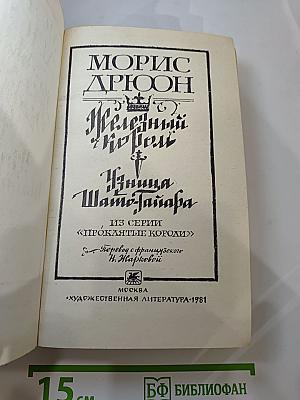 МОРИС
ДРЮОН
Железный
король
Узница
Шато-Гайара
ИЗ СЕРИИ
«ПРОКЛЯТЫЕ КОРОЛИ»
Перевод с французского
Н. Жарковой
МОСКВА
«ХУДОЖЕСТВЕННАЯ ЛИТЕРАТУРА» 1981
15 см
БФ БИБЛИОФАН